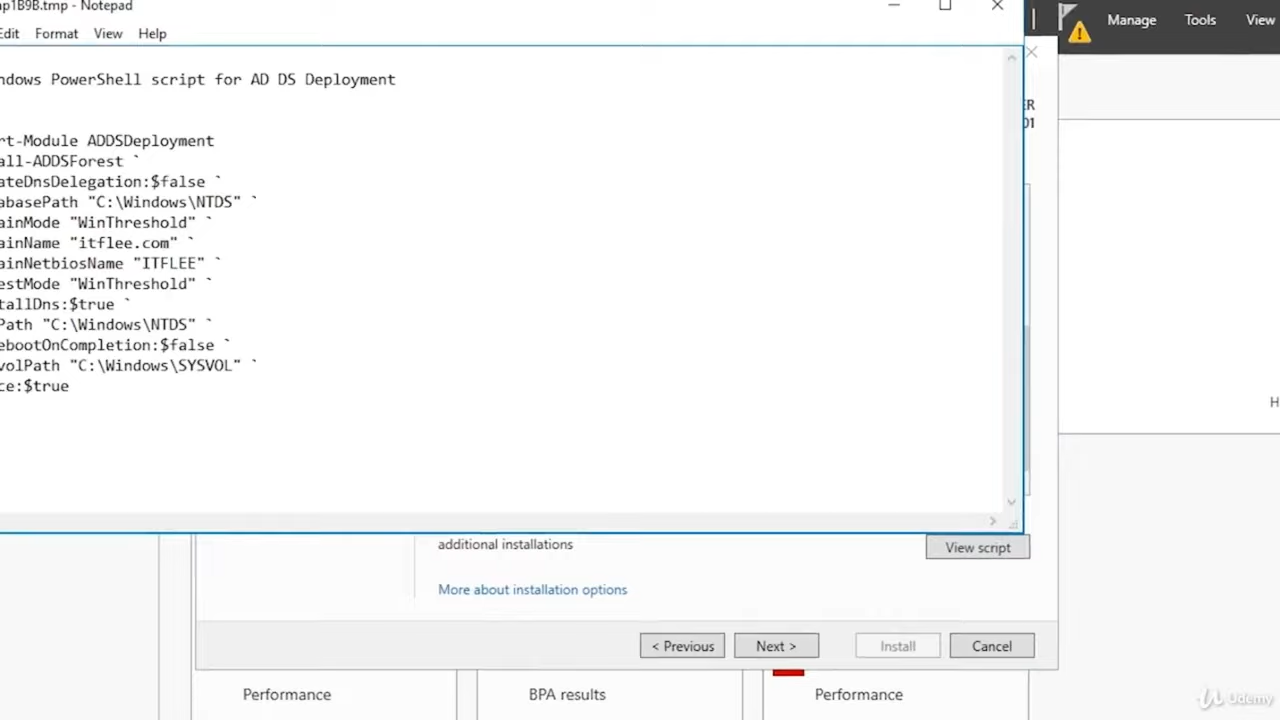 ap1B9B.tmp - Notepad
Edit Format View Help
ndows PowerShell script for AD DS Deployment
rt-Module ADDSDeployment
all-ADDSForest `
ateDnsDelegation:$false `
abasePath "C:\Windows\NTDS" `
ainMode "WinThreshold" `
ainName "itflee.com" `
ainNetbiosName "ITFLEE" `
estMode "WinThreshold" `
tallDns:$true `
Path "C:\Windows\NTDS" `
ebootOnCompletion:$false `
volPath "C:\Windows\SYSVOL" `
ce:$true
Manage Tools View
ER
01
H
additional installations
View script
More about installation options
< Previous Next > Install Cancel
Performance BPA results Performance
Udemy